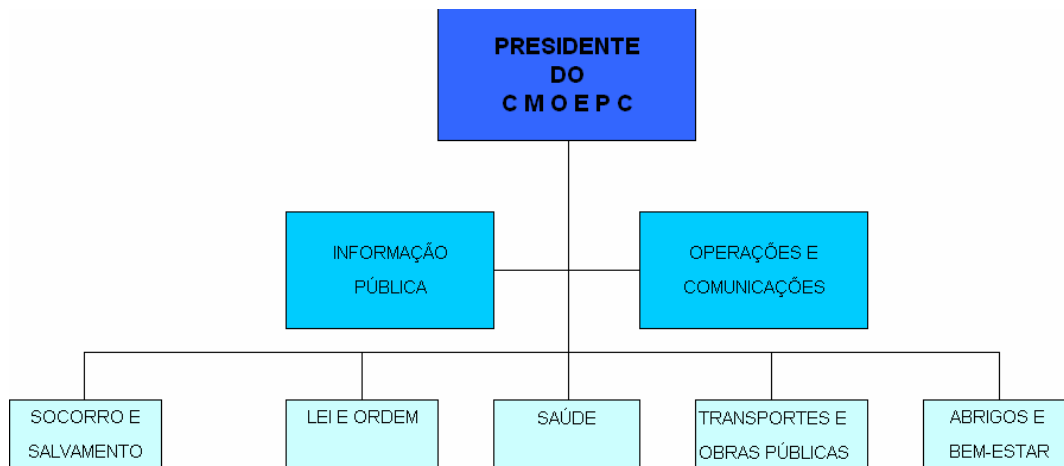 PRESIDENTE
DO
C M O E P C
INFORMAÇÃO
PÚBLICA
OPERAÇÕES E
COMUNICAÇÕES
SOCORRO E
SALVAMENTO
LEI E ORDEM
SAÚDE
TRANSPORTES E
OBRAS PÚBLICAS
ABRIGOS E
BEM-ESTAR